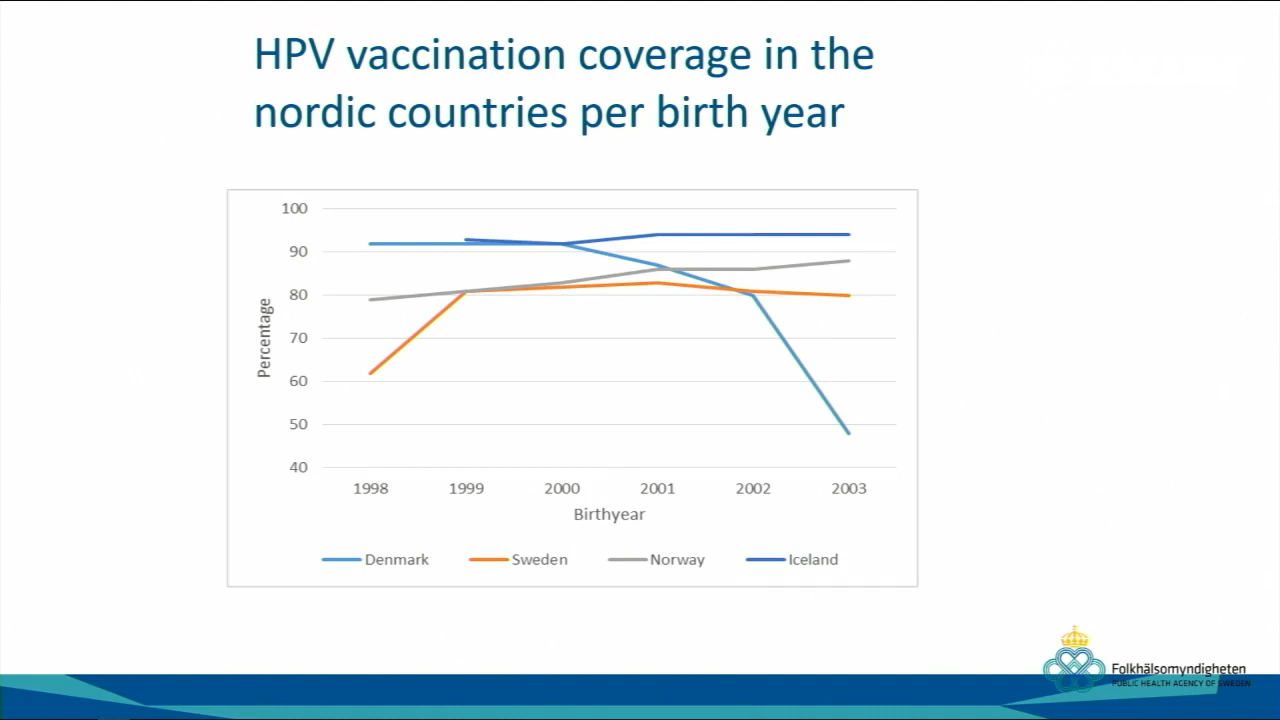 HPV vaccination coverage in the
nordic countries per birth year
100
90
80
70
60
50
40
Percentage
1998 1999 2000 2001 2002 2003
Birthyear
Denmark Sweden Norway Iceland
Folkhälsomyndigheten
PUBLIC HEALTH AGENCY OF SWEDEN